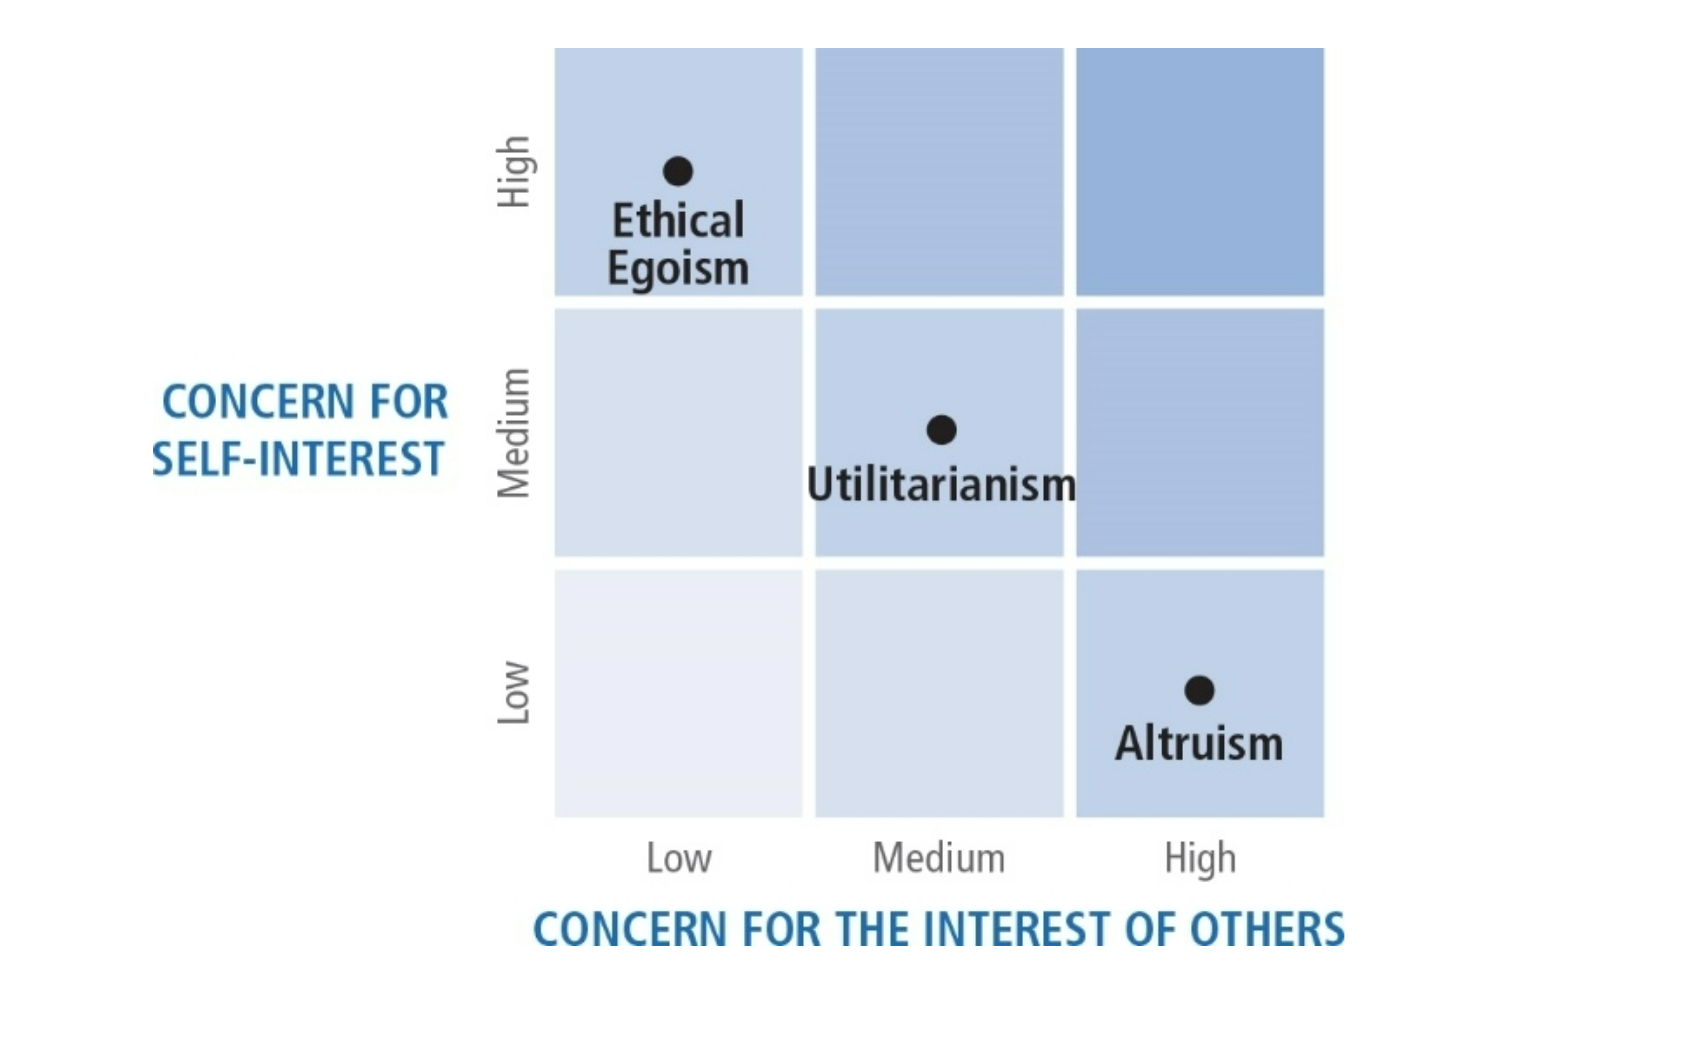 High
Ethical
Egoism
CONCERN FOR
SELF-INTEREST
Medium
Utilitarianism
Low
Altruism
Low
Medium
High
CONCERN FOR THE INTEREST OF OTHERS